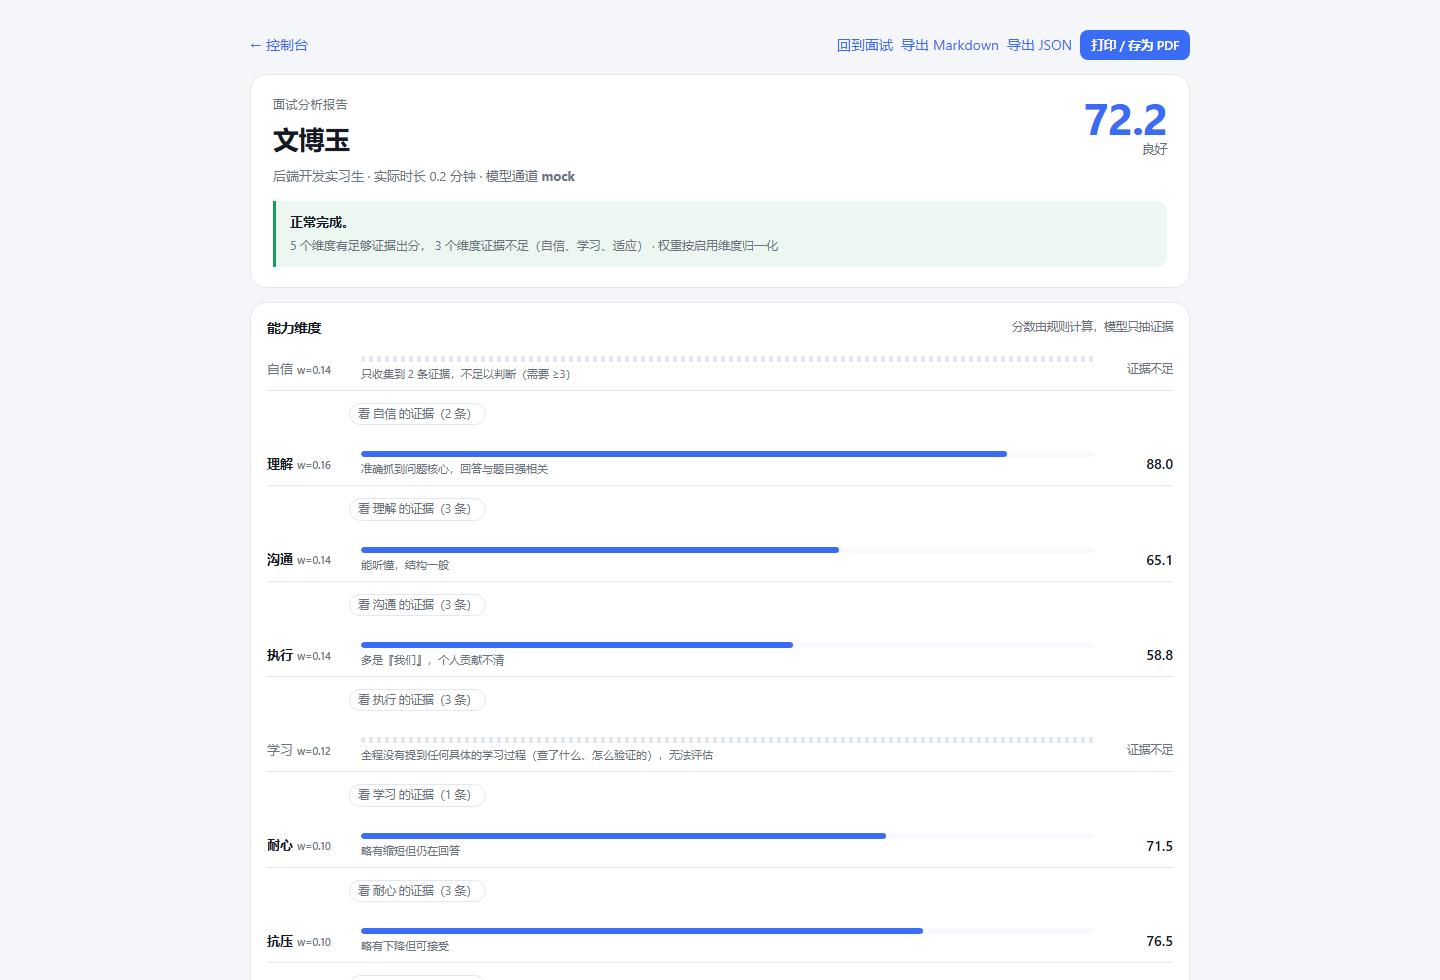 ← 控制台
回到面试 导出 Markdown 导出 JSON 打印 / 存为 PDF
面试分析报告
文博玉
72.2
良好
后端开发实习生 · 实际时长 0.2 分钟 · 模型通道 mock
正常完成。
5 个维度有足够证据出分， 3 个维度证据不足（自信、学习、适应） · 权重按启用维度归一化
能力维度
分数由规则计算，模型只抽证据
自信 w=0.14
只收集到 2 条证据，不足以判断（需要 ≥3）
证据不足
看 自信 的证据（2 条）
理解 w=0.16
准确抓到问题核心，回答与题目强相关
88.0
看 理解 的证据（3 条）
沟通 w=0.14
能听懂，结构一般
65.1
看 沟通 的证据（3 条）
执行 w=0.14
多是『我们』，个人贡献不清
58.8
看 执行 的证据（3 条）
学习 w=0.12
全程没有提到任何具体的学习过程（查了什么、怎么验证的），无法评估
证据不足
看 学习 的证据（1 条）
耐心 w=0.10
略有缩短但仍在回答
71.5
看 耐心 的证据（3 条）
抗压 w=0.10
略有下降但可接受
76.5